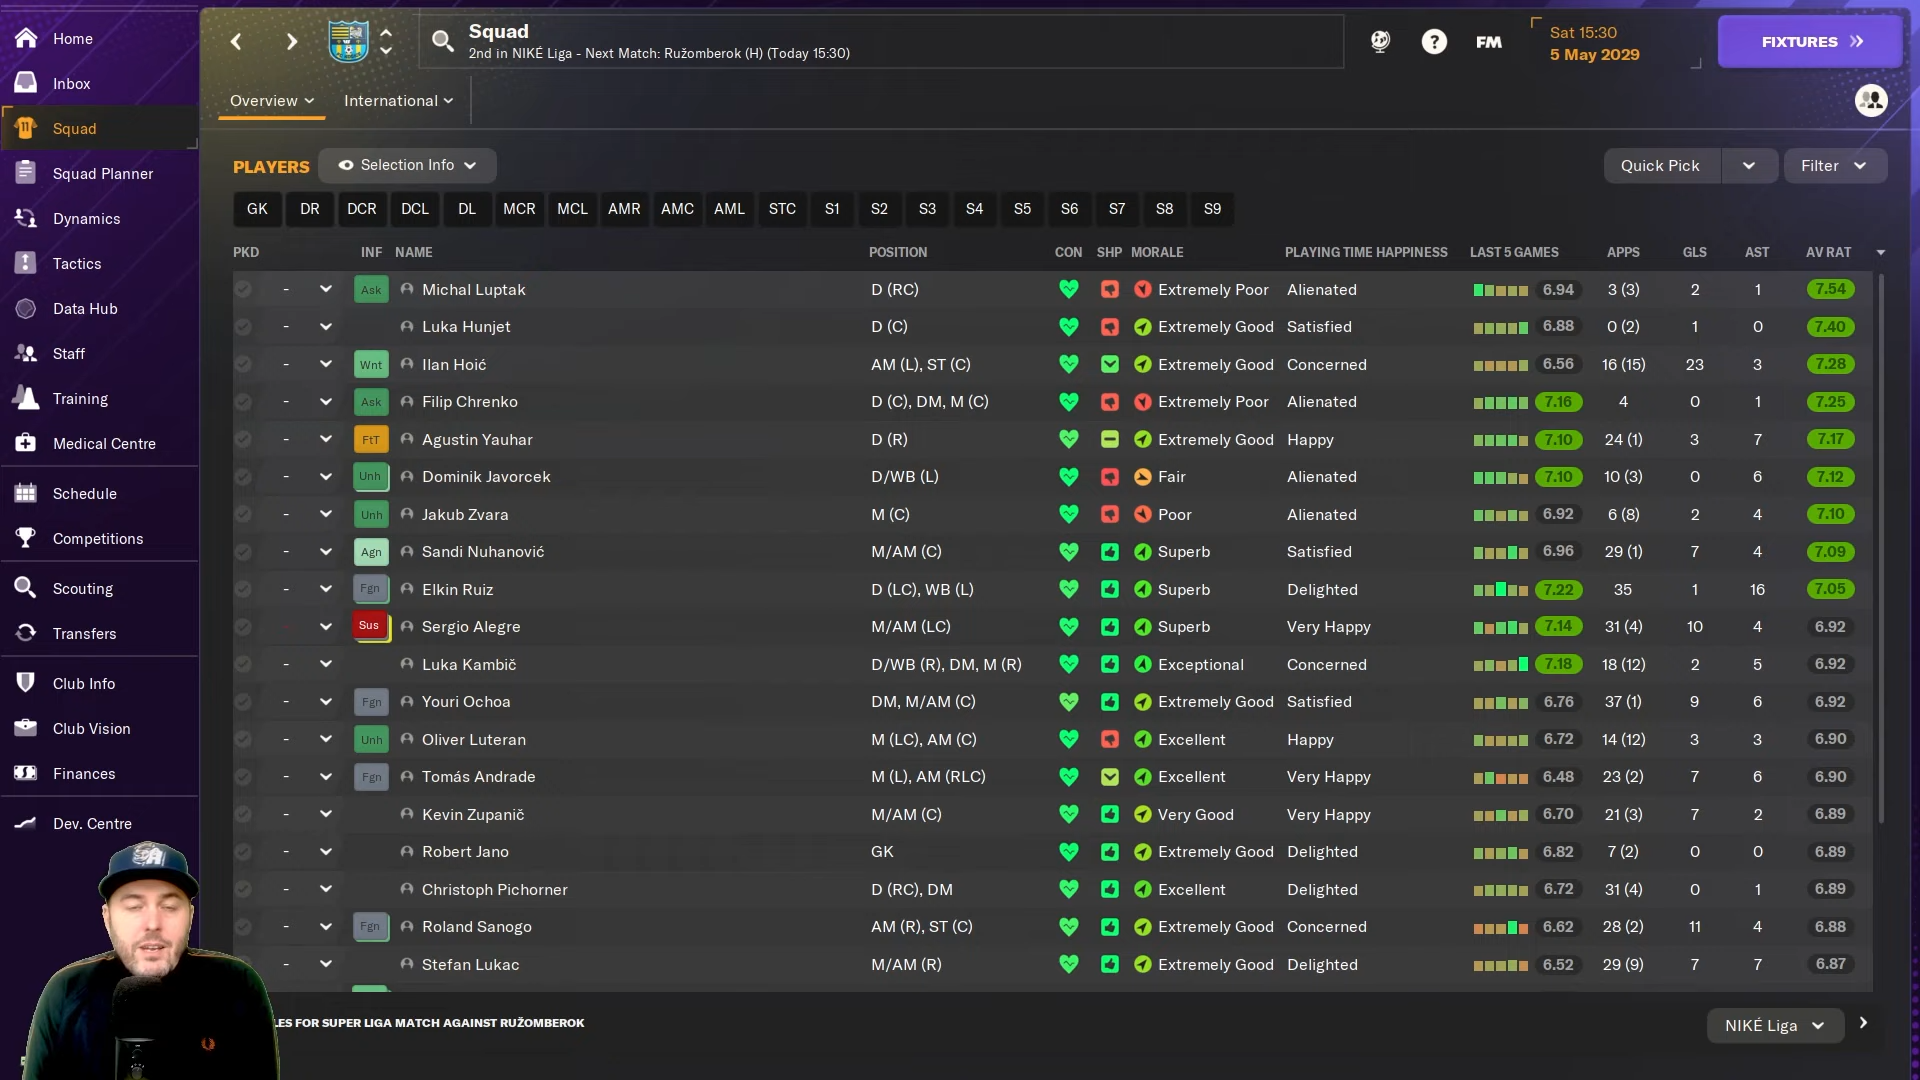 Home
Inbox
Squad
Squad Planner
Dynamics
Tactics
Data Hub
Staff
Training
Medical Centre
Schedule
Competitions
Scouting
Transfers
Club Info
Club Vision
Finances
Dev. Centre
Squad
2nd in NIKÉ Liga - Next Match: Ružomberok (H) (Today 15:30)
? FM
Sat 15:30
5 May 2029
FIXTURES
Overview International
PLAYERS Selection Info Quick Pick Filter
GK DR DCR DCL DL MCR MCL AMR AMC AML STC S1 S2 S3 S4 S5 S6 S7 S8 S9
PKD INF NAME POSITION CON SHP MORALE PLAYING TIME HAPPINESS LAST 5 GAMES APPS GLS AST AV RAT
- Ask Michal Luptak D (RC) Extremely Poor Alienated 6.94 3 (3) 2 1 7.54
- Luka Hunjet D (C) Extremely Good Satisfied 6.88 0 (2) 1 0 7.40
- Wnt Ilan Hoić AM (L), ST (C) Extremely Good Concerned 6.56 16 (15) 23 3 7.28
- Ask Filip Chrenko D (C), DM, M (C) Extremely Poor Alienated 7.16 4 0 1 7.25
- FtT Agustin Yauhar D (R) Extremely Good Happy 7.10 24 (1) 3 7 7.17
- Unh Dominik Javorcek D/WB (L) Fair Alienated 7.10 10 (3) 0 6 7.12
- Unh Jakub Zvara M (C) Poor Alienated 6.92 6 (8) 2 4 7.10
- Agn Sandi Nuhanović M/AM (C) Superb Satisfied 6.96 29 (1) 7 4 7.09
- Fgn Elkin Ruiz D (LC), WB (L) Superb Delighted 7.22 35 1 16 7.05
- Sus Sergio Alegre M/AM (LC) Superb Very Happy 7.14 31 (4) 10 4 6.92
- Luka Kambič D/WB (R), DM, M (R) Exceptional Concerned 7.18 18 (12) 2 5 6.92
- Fgn Youri Ochoa DM, M/AM (C) Extremely Good Satisfied 6.76 37 (1) 9 6 6.92
- Unh Oliver Luteran M (LC), AM (C) Excellent Happy 6.72 14 (12) 3 3 6.90
- Fgn Tomás Andrade M (L), AM (RLC) Excellent Very Happy 6.48 23 (2) 7 6 6.90
- Kevin Zupanič M/AM (C) Very Good Very Happy 6.70 21 (3) 7 2 6.89
- Robert Jano GK Extremely Good Delighted 6.82 7 (2) 0 0 6.89
- Christoph Pichorner D (RC), DM Excellent Delighted 6.72 31 (4) 0 1 6.89
- Fgn Roland Sanogo AM (R), ST (C) Extremely Good Concerned 6.62 28 (2) 11 4 6.88
- Stefan Lukac M/AM (R) Extremely Good Delighted 6.52 29 (9) 7 7 6.87
FOR SUPER LIGA MATCH AGAINST RUŽOMBEROK
NIKÉ Liga